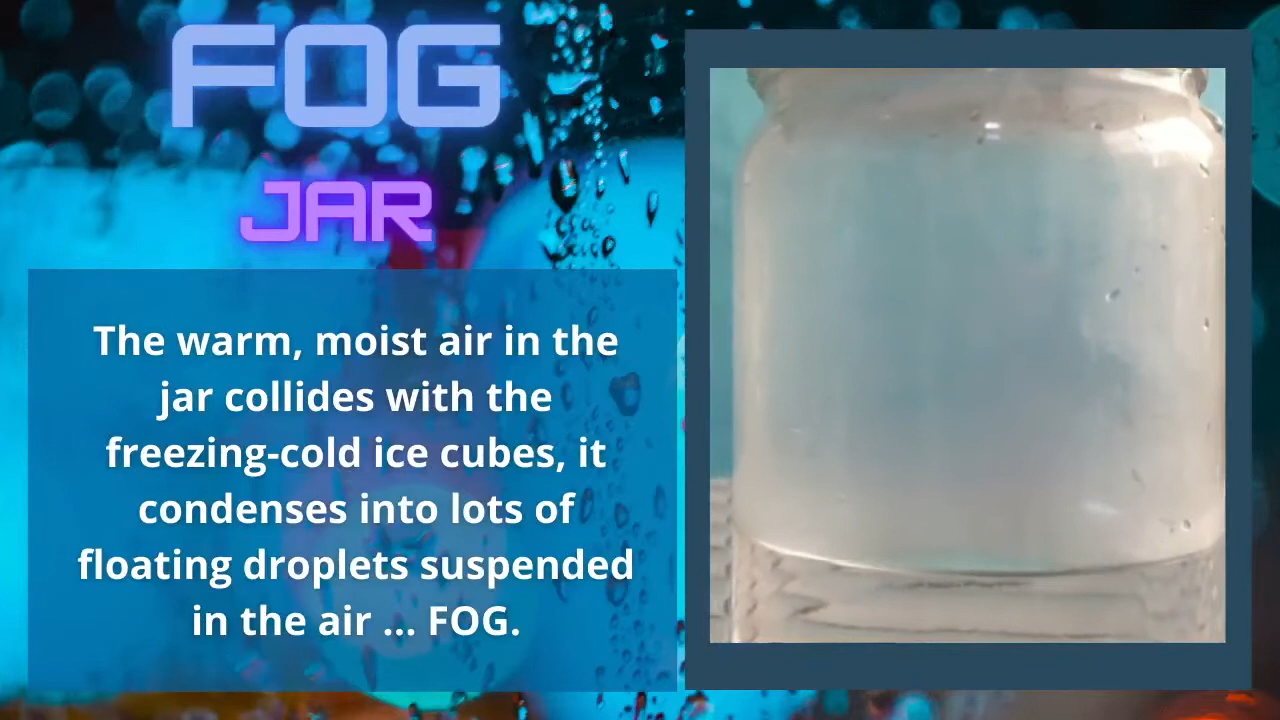 FOG
JAR
The warm, moist air in the
jar collides with the
freezing-cold ice cubes, it
condenses into lots of
floating droplets suspended
in the air ... FOG.